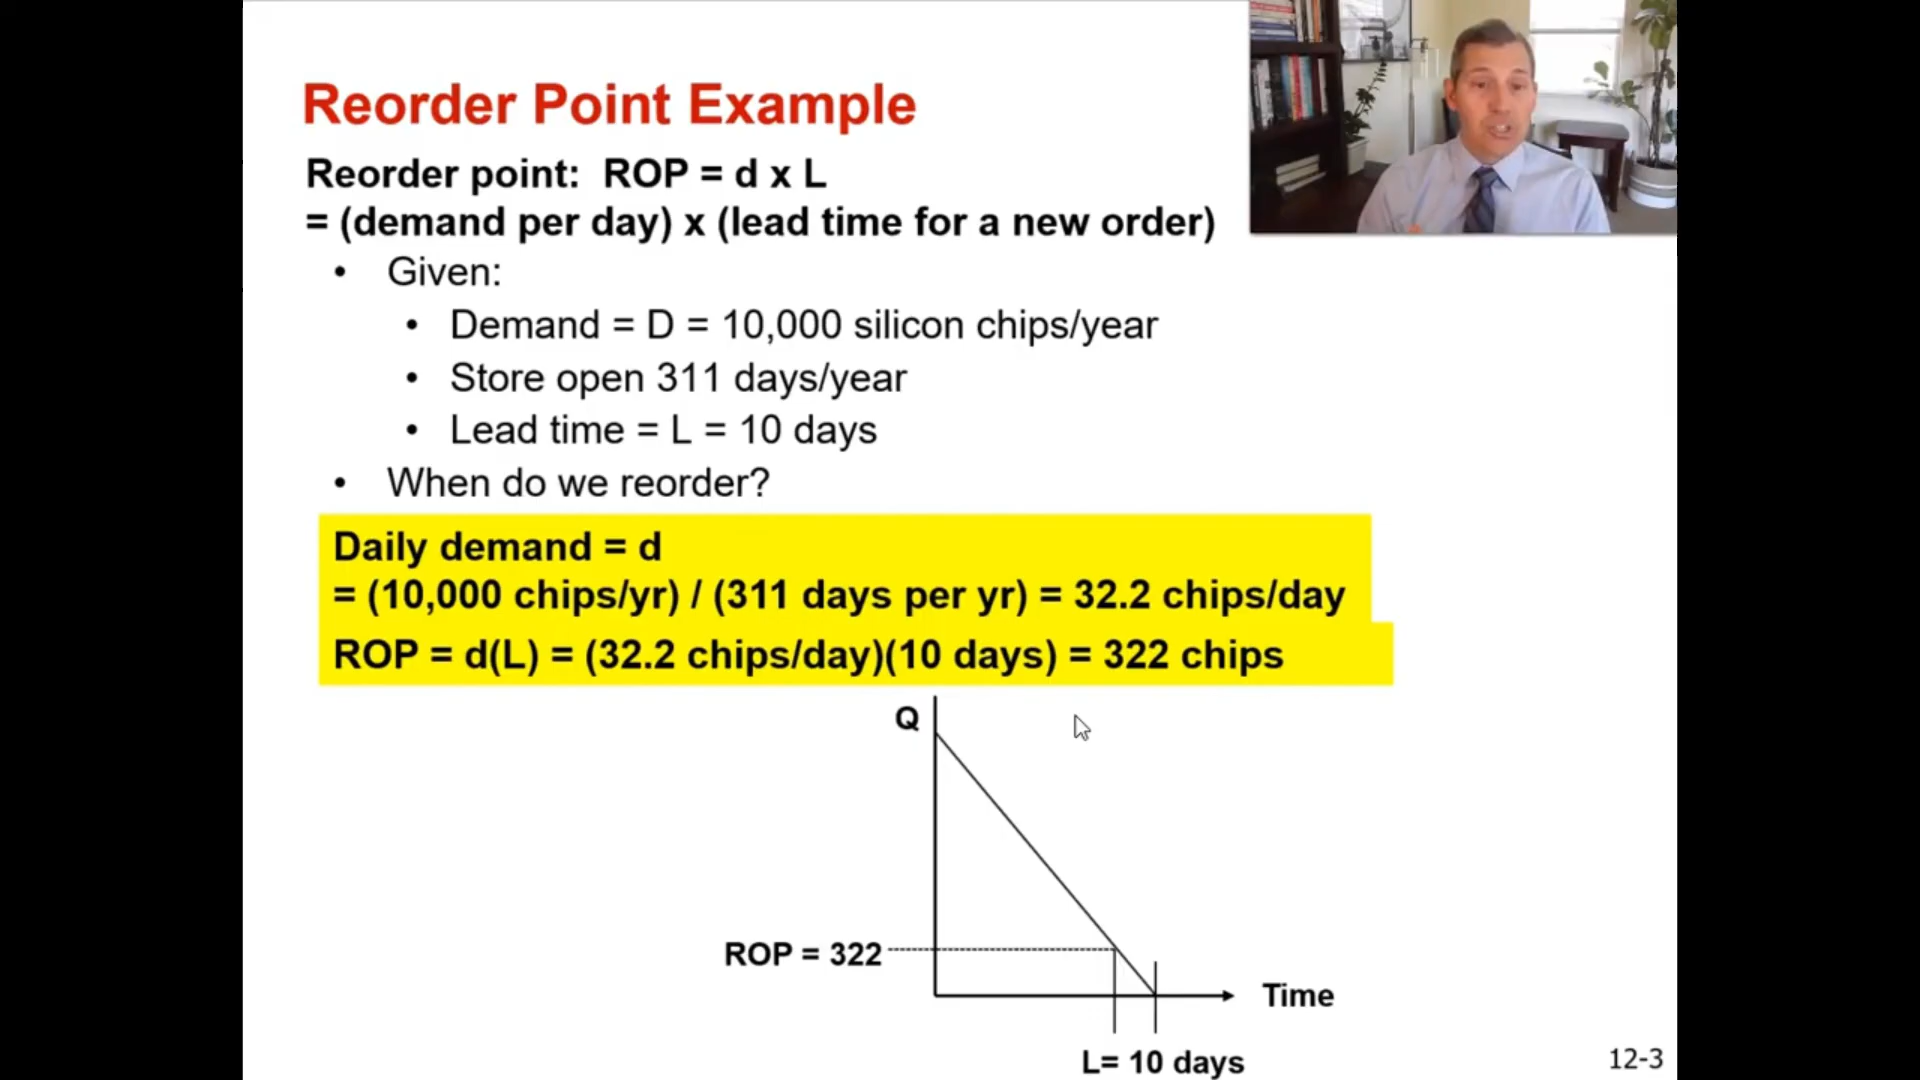 Reorder Point Example
Reorder point: ROP = d x L
= (demand per day) x (lead time for a new order)
• Given:
• Demand = D = 10,000 silicon chips/year
• Store open 311 days/year
• Lead time = L = 10 days
• When do we reorder?
Daily demand = d
= (10,000 chips/yr) / (311 days per yr) = 32.2 chips/day
ROP = d(L) = (32.2 chips/day)(10 days) = 322 chips
Q
ROP = 322
Time
L= 10 days
12-3